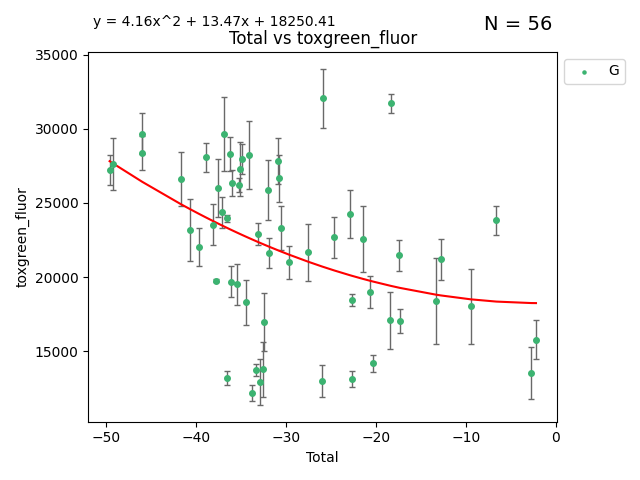 y = 4.16x^2 + 13.47x + 18250.41
N = 56
Total vs toxgreen_fluor
G
35000
30000
25000
20000
15000
toxgreen_fluor
−50 −40 −30 −20 −10 0
Total